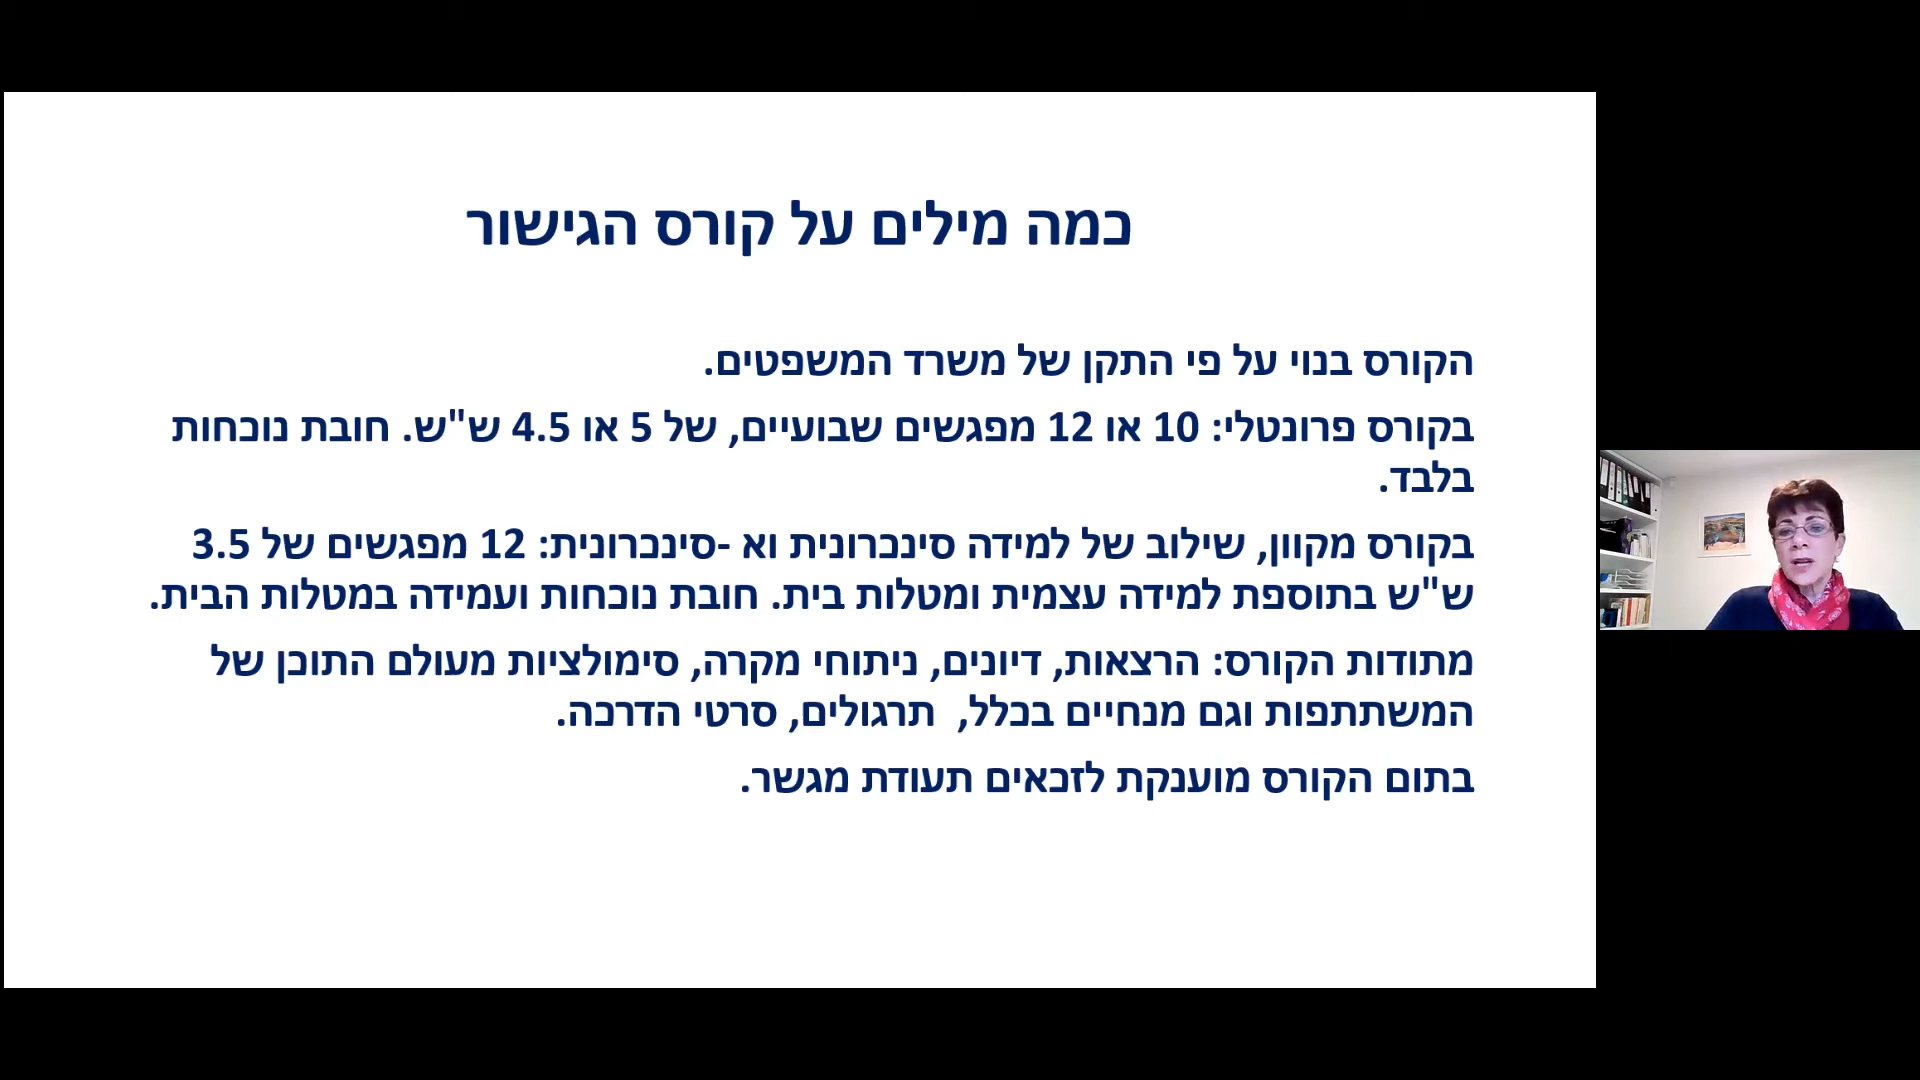 כמה מילים על קורס הגישור
הקורס בנוי על פי התקן של משרד המשפטים.
בקורס פרונטלי: 10 או 12 מפגשים שבועיים, של 5 או 4.5 ש"ש. חובת נוכחות
בלבד.
בקורס מקוון, שילוב של למידה סינכרונית וא -סינכרונית: 12 מפגשים של 3.5
ש"ש בתוספת למידה עצמית ומטלות בית. חובת נוכחות ועמידה במטלות הבית.
מתודות הקורס: הרצאות, דיונים, ניתוחי מקרה, סימולציות מעולם התוכן של
המשתתפות וגם מנחיים בכלל,  תרגולים, סרטי הדרכה.
בתום הקורס מוענקת לזכאים תעודת מגשר.